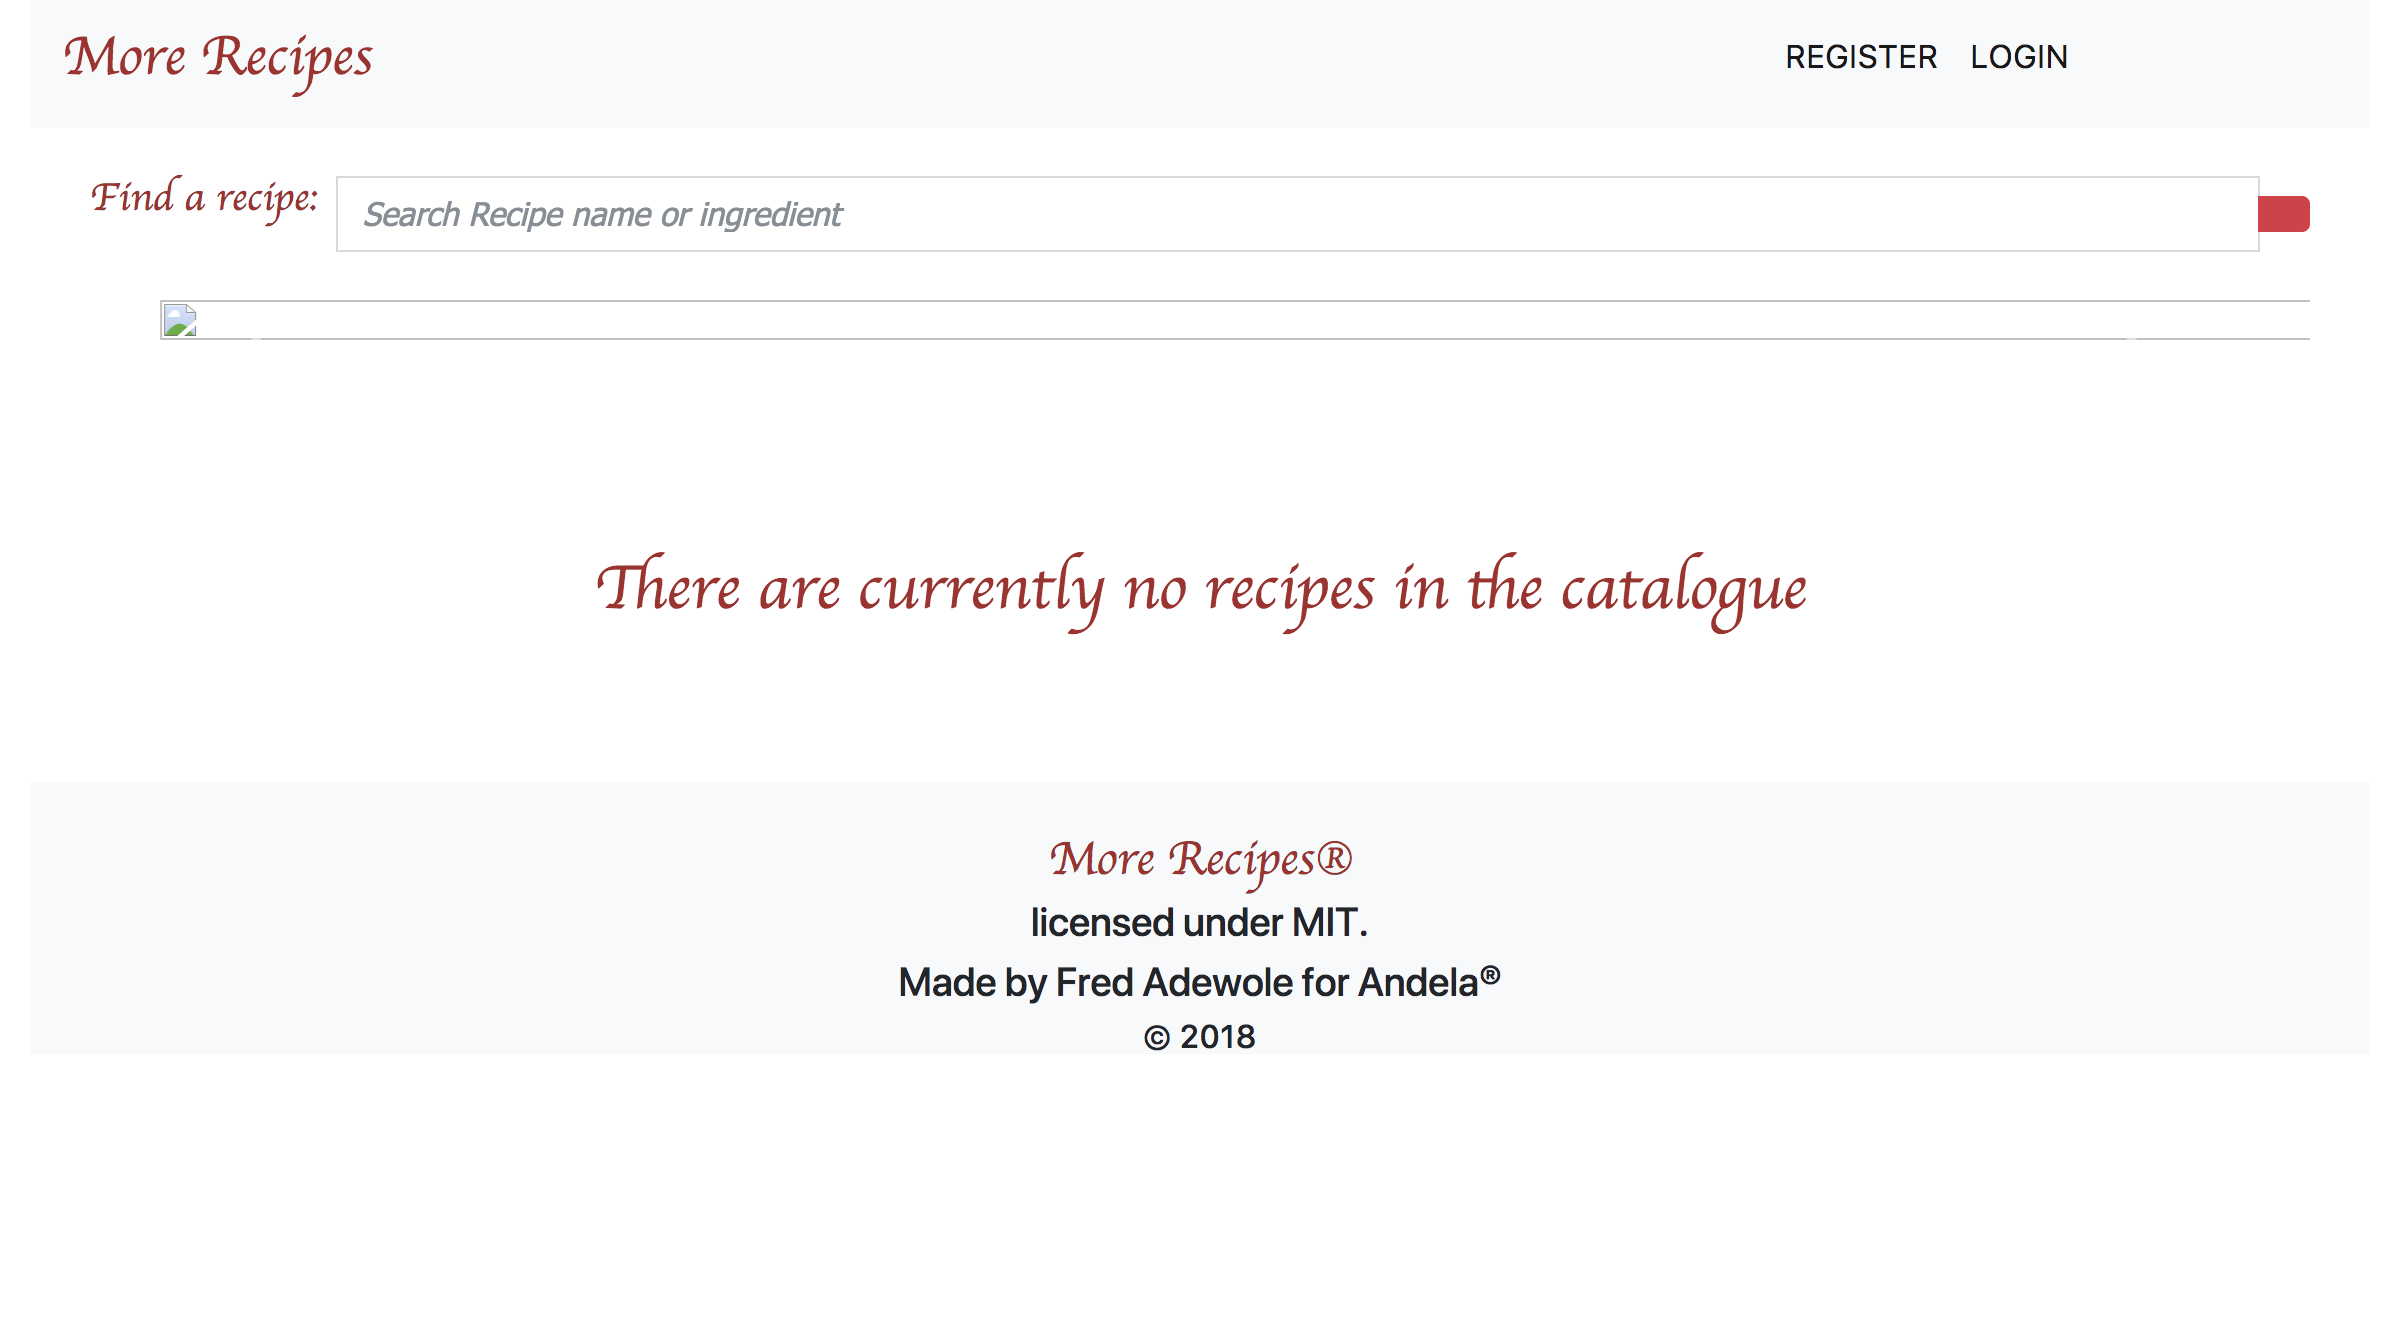 More Recipes
REGISTER LOGIN
Find a recipe:
Search Recipe name or ingredient
There are currently no recipes in the catalogue
More Recipes®
licensed under MIT.
Made by Fred Adewole for Andela®
© 2018